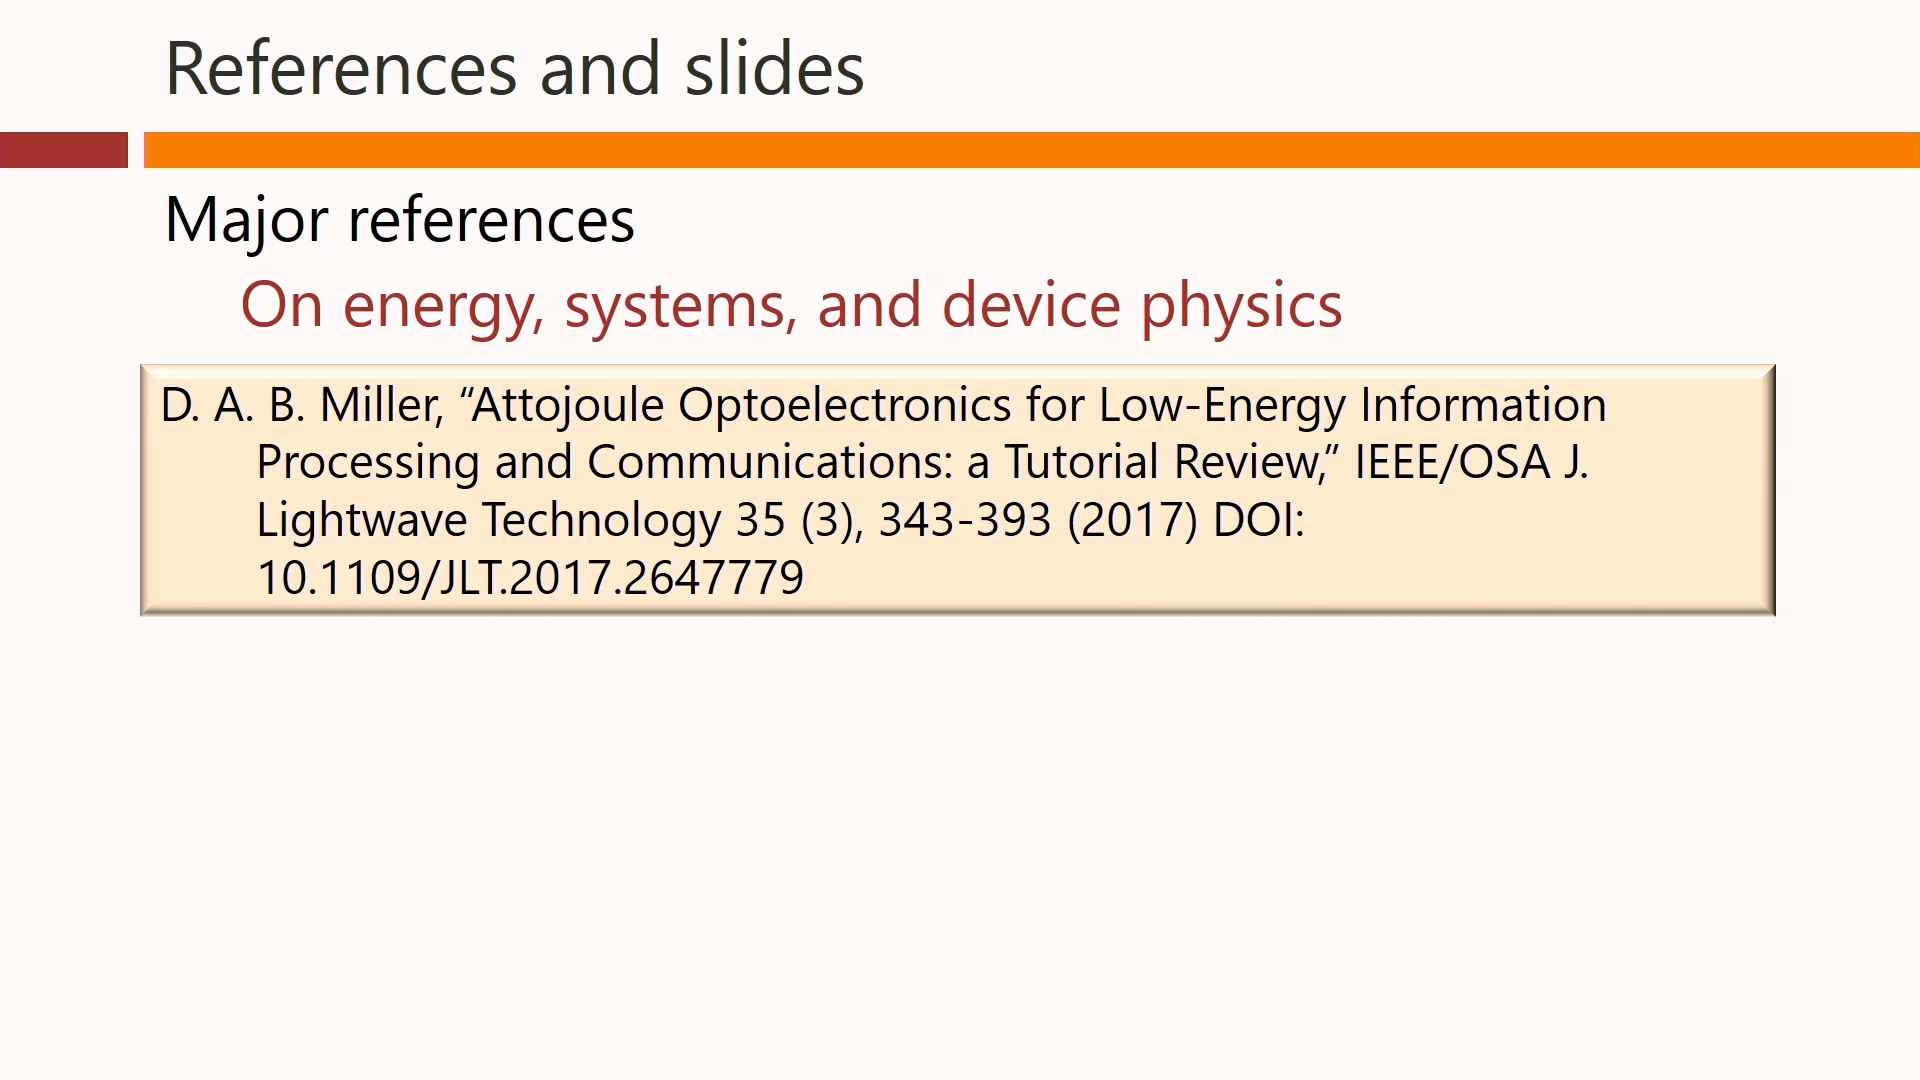 References and slides
Major references
On energy, systems, and device physics
D. A. B. Miller, “Attojoule Optoelectronics for Low-Energy Information
Processing and Communications: a Tutorial Review,” IEEE/OSA J.
Lightwave Technology 35 (3), 343-393 (2017) DOI:
10.1109/JLT.2017.2647779